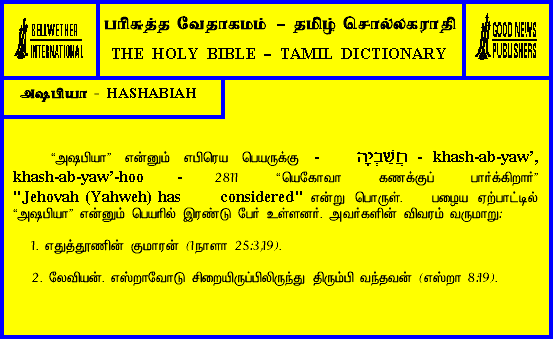 BELLWETHER
INTERNATIONAL
பரிசுத்த வேதாகமம் – தமிழ் சொல்லகராதி
THE HOLY BIBLE – TAMIL DICTIONARY
GOOD NEWS
PUBLISHERS
அஷபியா - HASHABIAH
“அஷபியா” என்னும் எபிரெய பெயருக்கு - חֲשַׁבְיָה - khash-ab-yaw’,
khash-ab-yaw’-hoo - 2811 “யெகோவா கணக்குப் பார்க்கிறார்”
"Jehovah (Yahweh) has considered" என்று பொருள். பழைய ஏற்பாட்டில்
“அஷபியா” என்னும் பெயரில் இரண்டு பேர் உள்ளனர். அவர்களின் விவரம் வருமாறு:
1. எதுத்தூணின் குமாரன் (1நாளா 25:3,19).
2. லேவியன். எஸ்றாவோடு சிறையிருப்பிலிருந்து திரும்பி வந்தவன் (எஸ்றா 8:19).